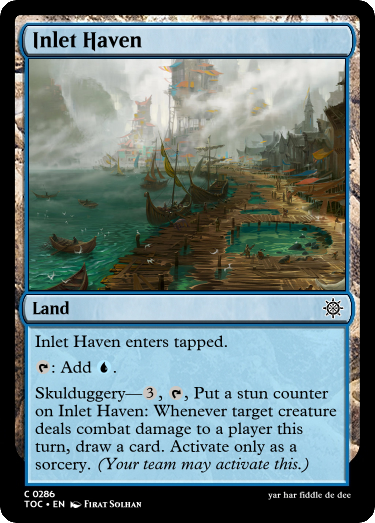 Inlet Haven
Land
Inlet Haven enters tapped.
: Add .
Skulduggery—3, , Put a stun counter
on Inlet Haven: Whenever target creature
deals combat damage to a player this
turn, draw a card. Activate only as a
sorcery. (Your team may activate this.)
C 0286
TOC • EN Firat Solhan
yar har fiddle de dee